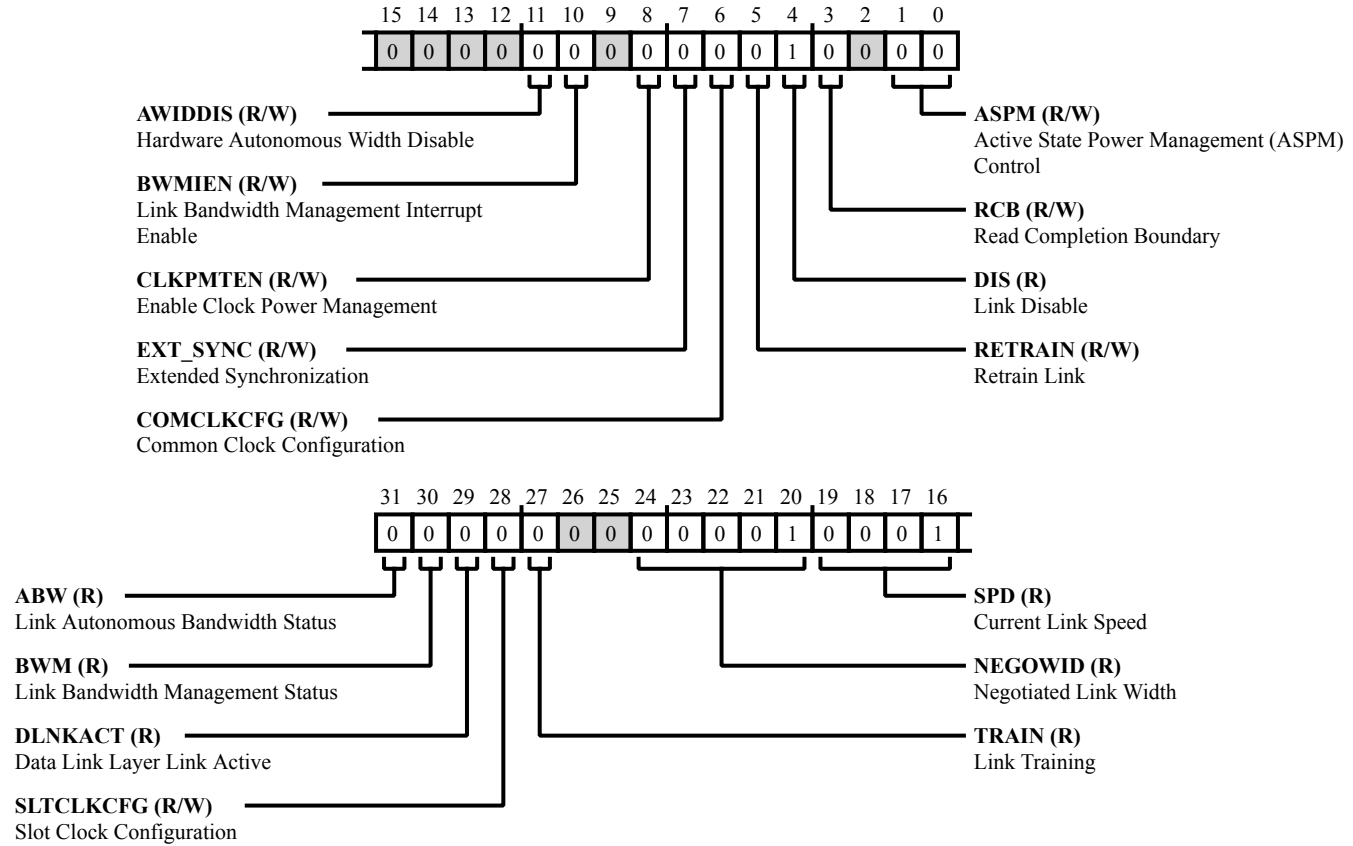 15 14 13 12 11 10 9 8 7 6 5 4 3 2 1 0
0 0 0 0 0 0 0 0 0 0 0 1 0 0 0 0
AWIDDIS (R/W)
Hardware Autonomous Width Disable
BWMIEN (R/W)
Link Bandwidth Management Interrupt
Enable
CLKPMTEN (R/W)
Enable Clock Power Management
EXT_SYNC (R/W)
Extended Synchronization
COMCLKCFG (R/W)
Common Clock Configuration
ASPM (R/W)
Active State Power Management (ASPM)
Control
RCB (R/W)
Read Completion Boundary
DIS (R)
Link Disable
RETRAIN (R/W)
Retrain Link
31 30 29 28 27 26 25 24 23 22 21 20 19 18 17 16
0 0 0 0 0 0 0 0 0 0 0 1 0 0 0 1
ABW (R)
Link Autonomous Bandwidth Status
BWM (R)
Link Bandwidth Management Status
DLNKACT (R)
Data Link Layer Link Active
SLTCLKCFG (R/W)
Slot Clock Configuration
SPD (R)
Current Link Speed
NEGOWID (R)
Negotiated Link Width
TRAIN (R)
Link Training